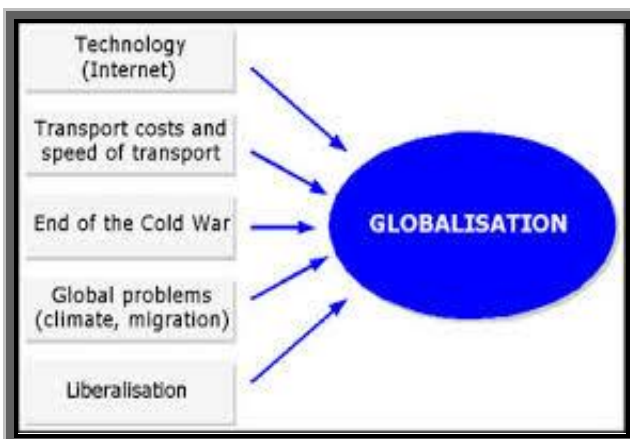 Technology
(Internet)
Transport costs and
speed of transport
End of the Cold War
Global problems
(climate, migration)
Liberalisation
GLOBALISATION